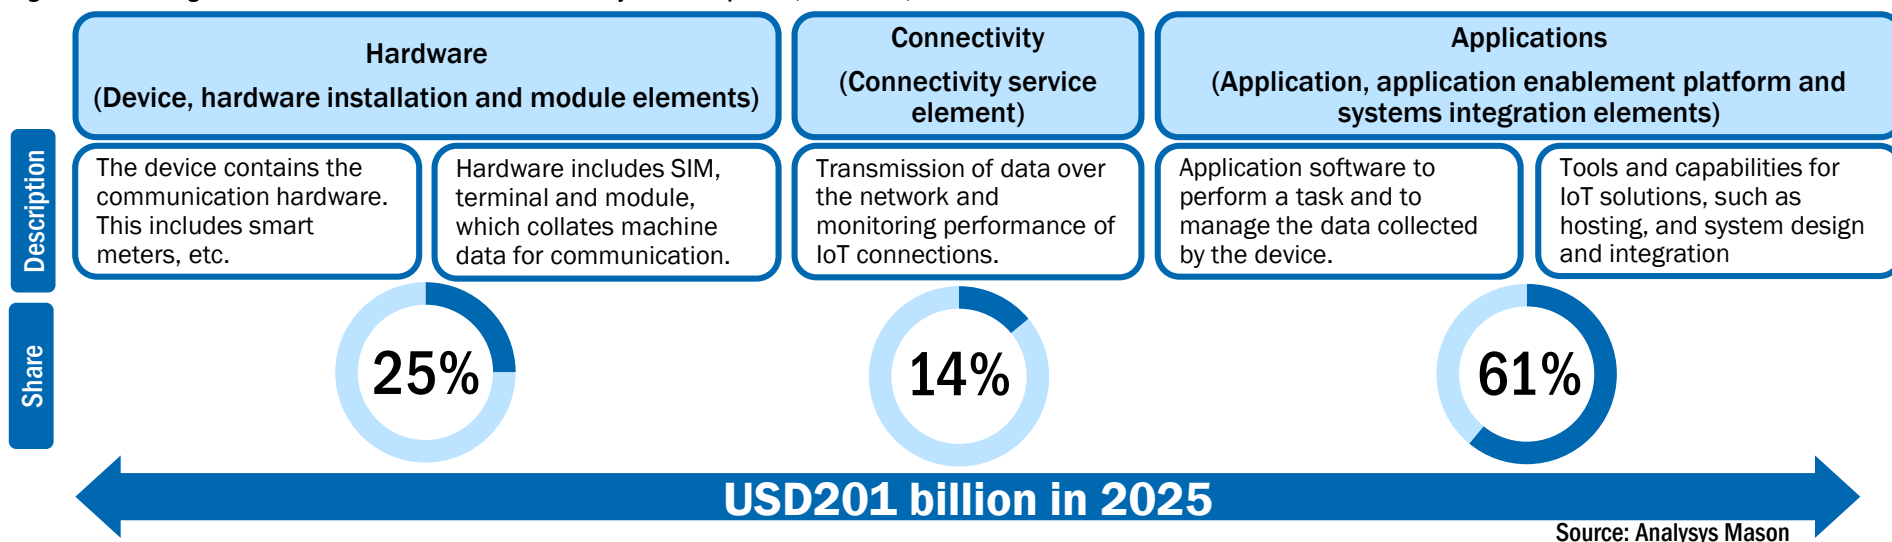 Hardware
(Device, hardware installation and module elements)
Connectivity
(Connectivity service
element)
Applications
(Application, application enablement platform and
systems integration elements)
Description
The device contains the
communication hardware.
This includes smart
meters, etc.
Hardware includes SIM,
terminal and module,
which collates machine
data for communication.
Transmission of data over
the network and
monitoring performance of
IoT connections.
Application software to
perform a task and to
manage the data collected
by the device.
Tools and capabilities for
IoT solutions, such as
hosting, and system design
and integration
Share
25%
14%
61%
USD201 billion in 2025
Source: Analysys Mason